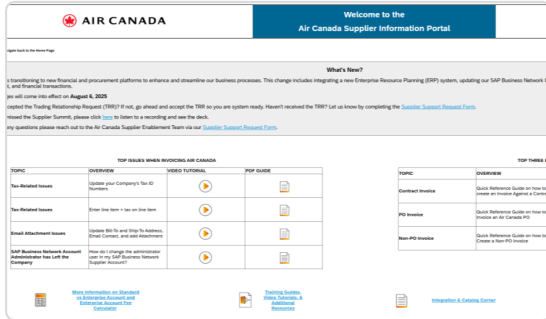 AIR CANADA
Welcome to the
Air Canada Supplier Information Portal
back to the Home Page
What's New?
s transitioning to new financial and procurement platforms to enhance and streamline our business processes. This change includes integrating a new Enterprise Resource Planning (ERP) system, updating our SAP Business Network
, and financial transactions.
es will come into effect on August 6, 2025
cepted the Trading Relationship Request (TRR)? If not, go ahead and accept the TRR so you are system ready. Haven't received the TRR? Let us know by completing the Supplier Support Request Form.
issed the Supplier Summit, please click here to listen to a recording and see the deck.
ny questions please reach out to the Air Canada Supplier Enablement Team via our Supplier Support Request Form.
TOP ISSUES WHEN INVOICING AIR CANADA
TOPIC OVERVIEW VIDEO TUTORIAL PDF GUIDE
Tax-Related Issues Update your Company's Tax ID Numbers
Tax-Related Issues Enter line item + tax on line item
Email Attachment Issues Update Bill-To and Ship-To Address, Email Contact, and add Attachment
SAP Business Network Account Administrator has Left the Company How do I change the administrator user in my SAP Business Network Supplier Account?
TOP THREE
TOPIC OVERVIEW
Contract Invoice Quick Reference Guide on how to create an Invoice Against a Contr
PO Invoice Quick Reference Guide on how to Invoice an Air Canada PO
Non-PO Invoice Quick Reference Guide on how to Create a Non-PO Invoice
More Information on Standard
vs Enterprise Account and
Enterprise Account Fee
Calculator
Training Guides,
Video Tutorials, &
Additional
Resources
Integration & Catalog Corner